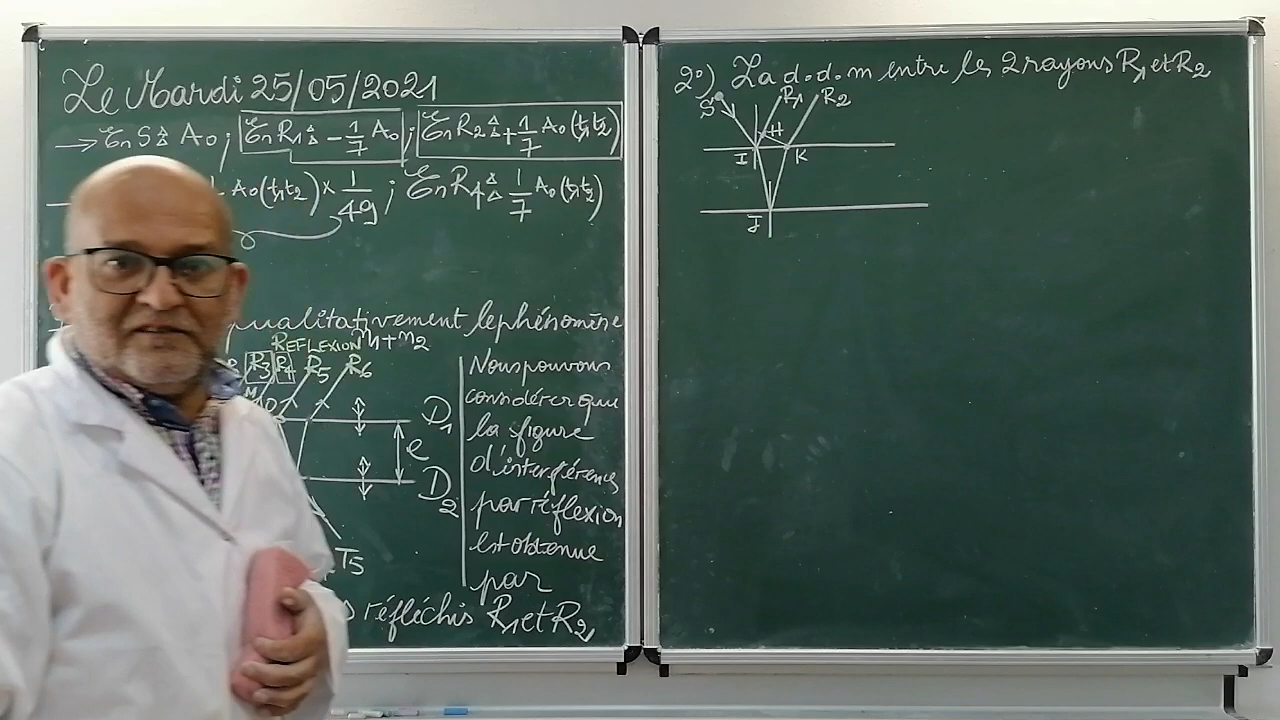 Le Mardi 25/05/2021
→ En S ≙ A₀ ; En R₁ ≙ -1/7 A₀ ; En R₂ ≙ +1/7 A₀(t₁t₂)
A₀(t₁t₂) × 1/49 ; En R₄ ≙ 1/7 A₀(t₁t₂)
qualitativement le phénomène
REFLEXION n₁ + n₂
R₃ R₄ R₅ R₆
M
D₁
e
D₂
T₅
Nous pouvons
considérer que
la figure
d'interférences
par réflexion
est obtenue
par
réfléchis R₁ et R₂
2°) La d.d.m entre les 2 rayons R₁ et R₂
S R₁ R₂
H
I K
J